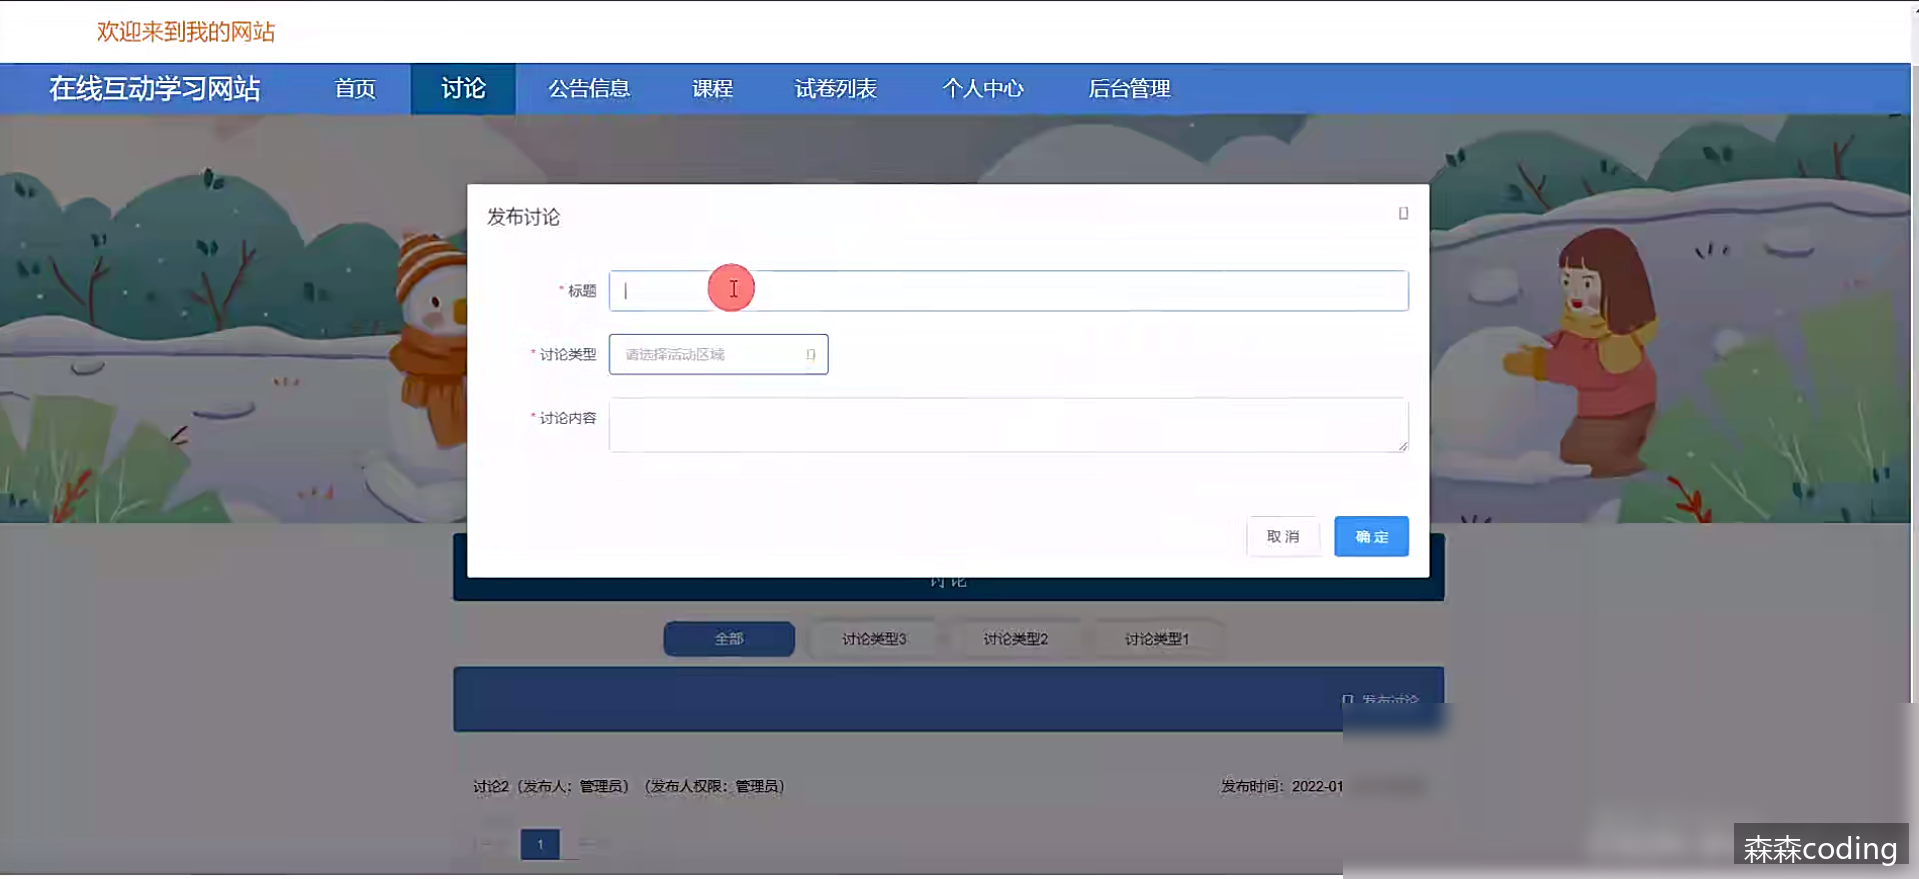 欢迎来到我的网站
在线互动学习网站 首页 讨论 公告信息 课程 试卷列表 个人中心 后台管理
发布讨论
* 标题
* 讨论类型 请选择活动区域
* 讨论内容
取消 确定
讨论
全部 讨论类型3 讨论类型2 讨论类型1
发布讨论
讨论2（发布人：管理员）（发布人权限：管理员） 发布时间：2022-01
1
森森coding